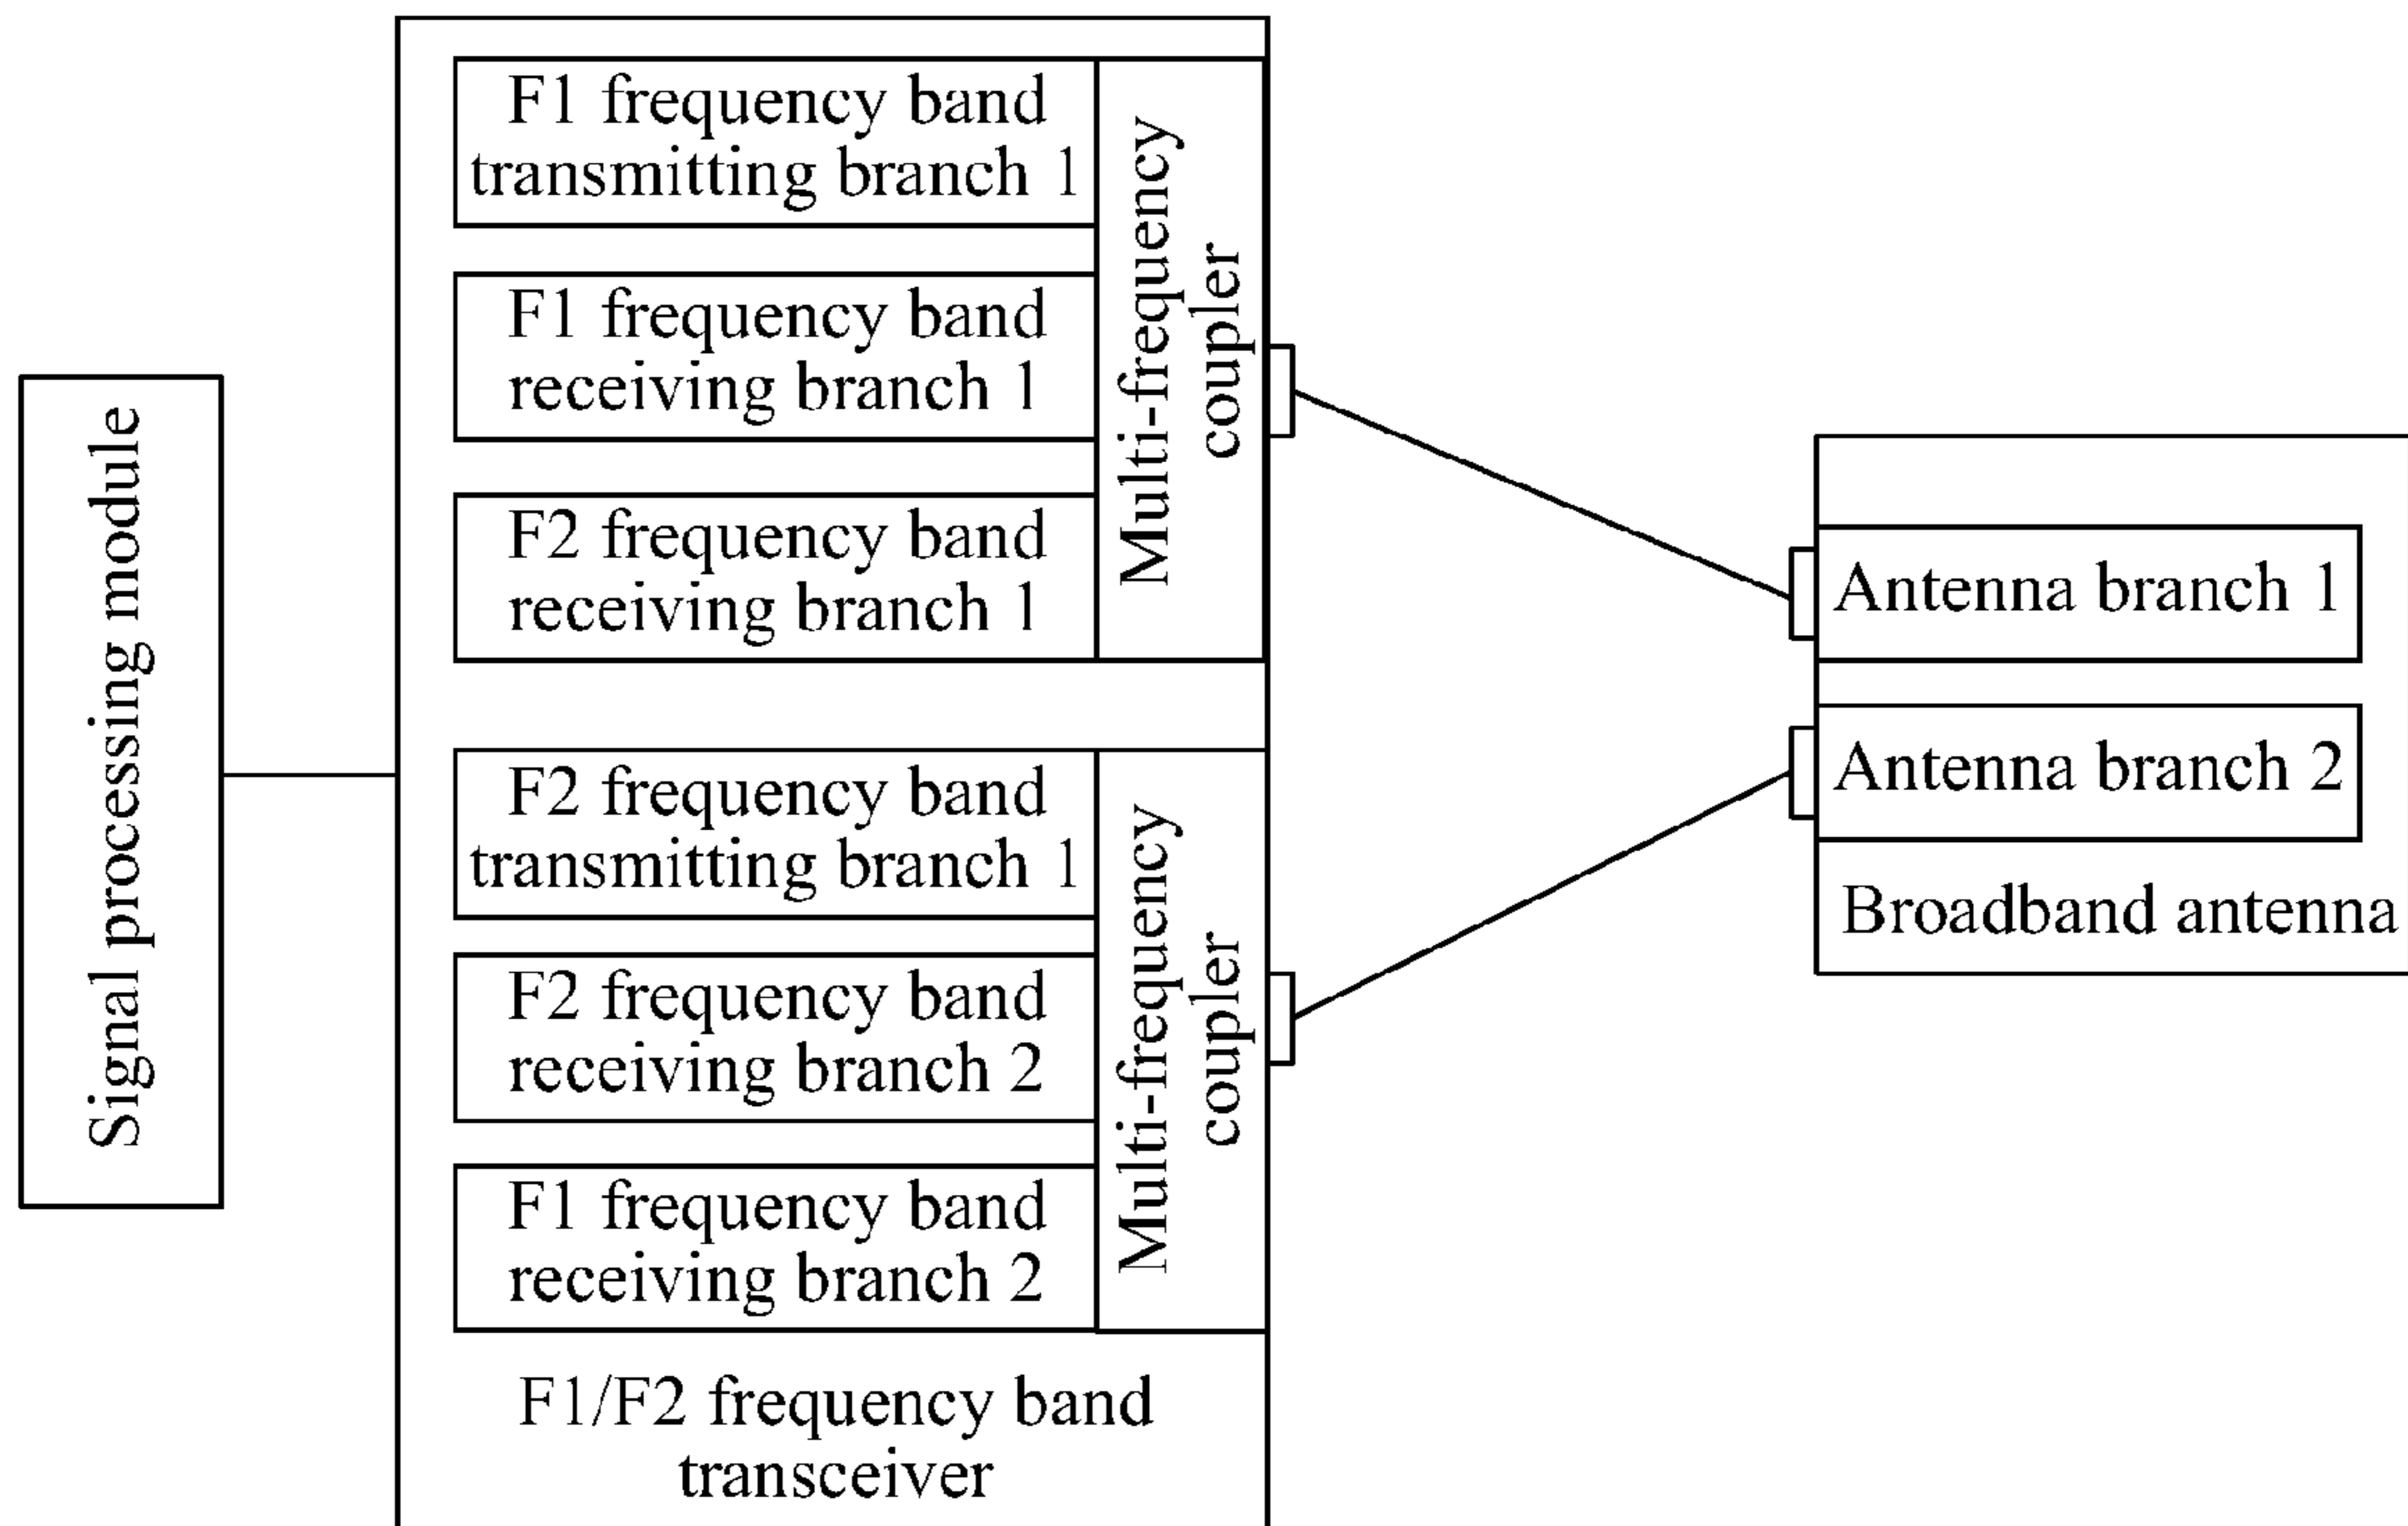 Signal processing module
F1 frequency band
transmitting branch 1
F1 frequency band
receiving branch 1
F2 frequency band
receiving branch 1
Multi-frequency
coupler
F2 frequency band
transmitting branch 1
F2 frequency band
receiving branch 2
F1 frequency band
receiving branch 2
Multi-frequency
coupler
F1/F2 frequency band
transceiver
Antenna branch 1
Antenna branch 2
Broadband antenna